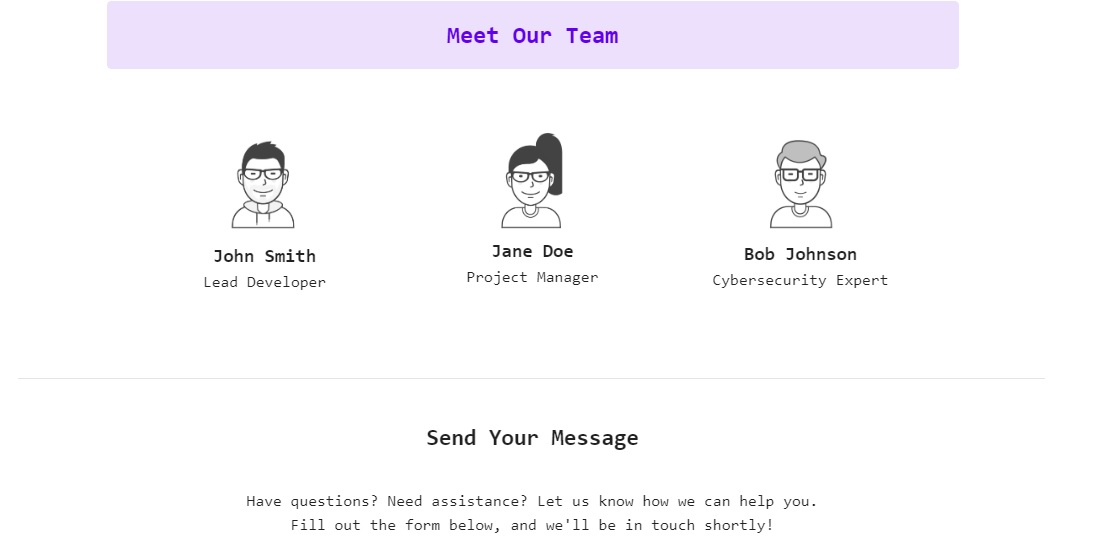 Meet Our Team
John Smith
Lead Developer
Jane Doe
Project Manager
Bob Johnson
Cybersecurity Expert
Send Your Message
Have questions? Need assistance? Let us know how we can help you.
Fill out the form below, and we'll be in touch shortly!